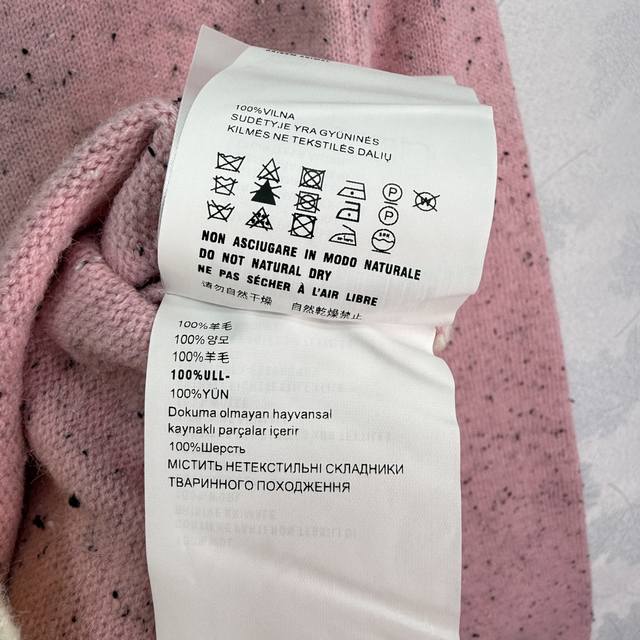 100%VILNA
SUDĖTYJE YRA GYŪNINĖS
KILMĖS NE TEKSTILĖS DALIŲ
P
P
W
NON ASCIUGARE IN MODO NATURALE
DO NOT NATURAL DRY
NE PAS SÉCHER À L'AIR LIBRE
请勿自然干燥 自然乾燥禁止
100%羊毛
100%양모
100%羊毛
100%ULL-
100%YÜN
Dokuma olmayan hayvansal
kaynaklı parçalar içerir
100%Шерсть
МІСТИТЬ НЕТЕКСТИЛЬНІ СКЛАДНИКИ
ТВАРИННОГО ПОХОДЖЕННЯ